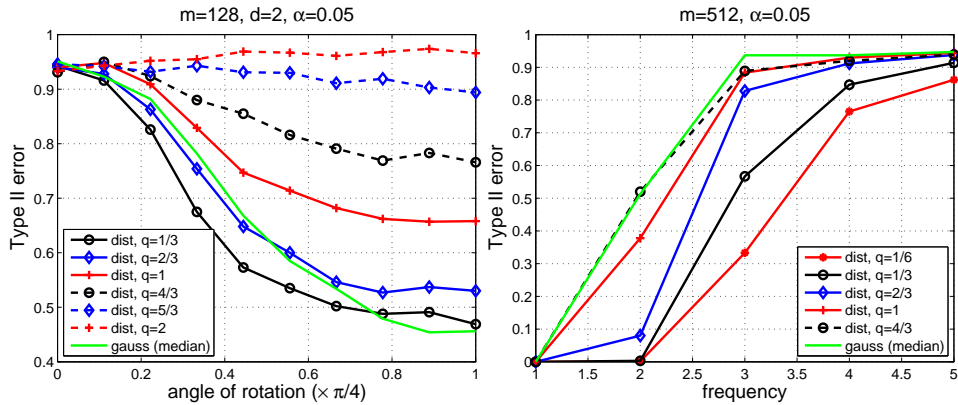 m=128, d=2, α=0.05
Type II error
1
0.9
0.8
0.7
0.6
0.5
0.4
0
0.2
0.4
0.6
0.8
1
angle of rotation (× π/4)
dist, q=1/3
dist, q=2/3
dist, q=1
dist, q=4/3
dist, q=5/3
dist, q=2
gauss (median)
m=512, α=0.05
Type II error
1
0.9
0.8
0.7
0.6
0.5
0.4
0.3
0.2
0.1
0
1
1.5
2
2.5
3
3.5
4
4.5
5
frequency
dist, q=1/6
dist, q=1/3
dist, q=2/3
dist, q=1
dist, q=4/3
gauss (median)